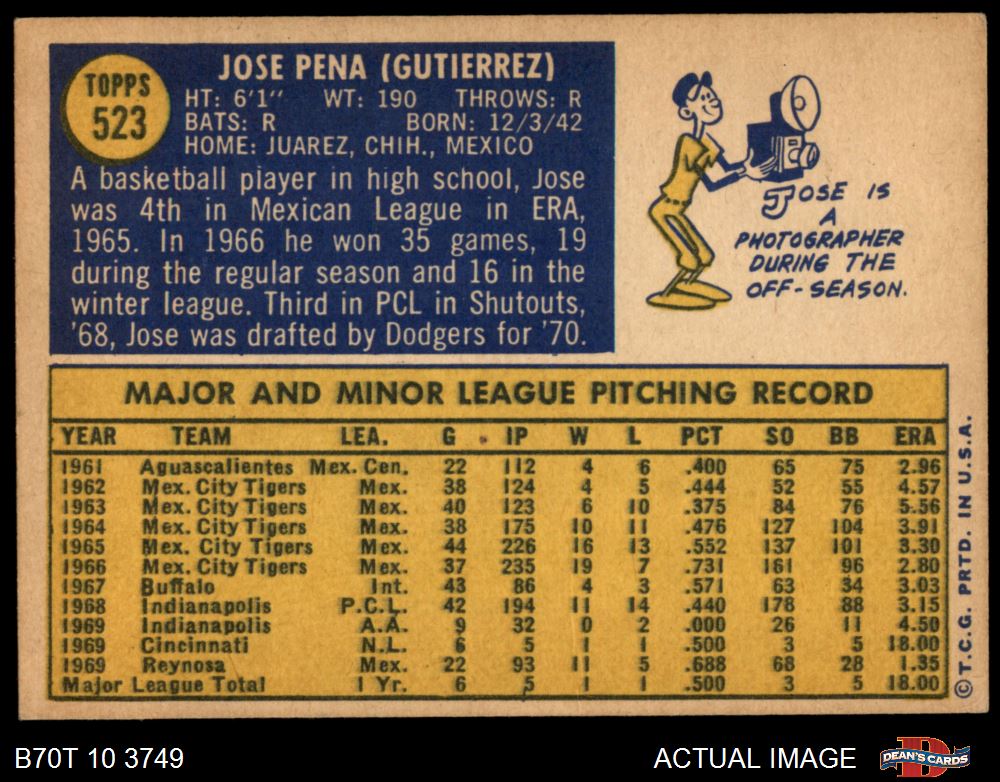 TOPPS
523
JOSE PENA (GUTIERREZ)
HT: 6'1" WT: 190 THROWS: R
BATS: R BORN: 12/3/42
HOME: JUAREZ, CHIH., MEXICO
A basketball player in high school, Jose
was 4th in Mexican League in ERA,
1965. In 1966 he won 35 games, 19
during the regular season and 16 in the
winter league. Third in PCL in Shutouts,
'68, Jose was drafted by Dodgers for '70.
JOSE IS
A
PHOTOGRAPHER
DURING THE
OFF-SEASON.
MAJOR AND MINOR LEAGUE PITCHING RECORD
YEAR TEAM LEA. G IP W L PCT SO BB ERA
1961 Aguascalientes Mex. Cen. 22 112 4 6 .400 65 75 2.96
1962 Mex. City Tigers Mex. 38 124 4 5 .444 52 55 4.57
1963 Mex. City Tigers Mex. 40 123 6 10 .375 84 76 5.56
1964 Mex. City Tigers Mex. 38 175 10 11 .476 127 104 3.91
1965 Mex. City Tigers Mex. 44 226 16 13 .552 137 101 3.30
1966 Mex. City Tigers Mex. 37 235 19 7 .731 161 96 2.80
1967 Buffalo Int. 43 86 4 3 .571 63 34 3.03
1968 Indianapolis P.C.L. 42 194 11 14 .440 178 88 3.15
1969 Indianapolis A.A. 9 32 0 2 .000 26 11 4.50
1969 Cincinnati N.L. 6 5 1 1 .500 3 5 18.00
1969 Reynosa Mex. 22 93 11 5 .688 68 28 1.35
Major League Total 1 Yr. 6 5 1 1 .500 3 5 18.00
© T.C.G. PRTD. IN U.S.A.
B70T 10 3749
ACTUAL IMAGE
DEAN'S CARDS